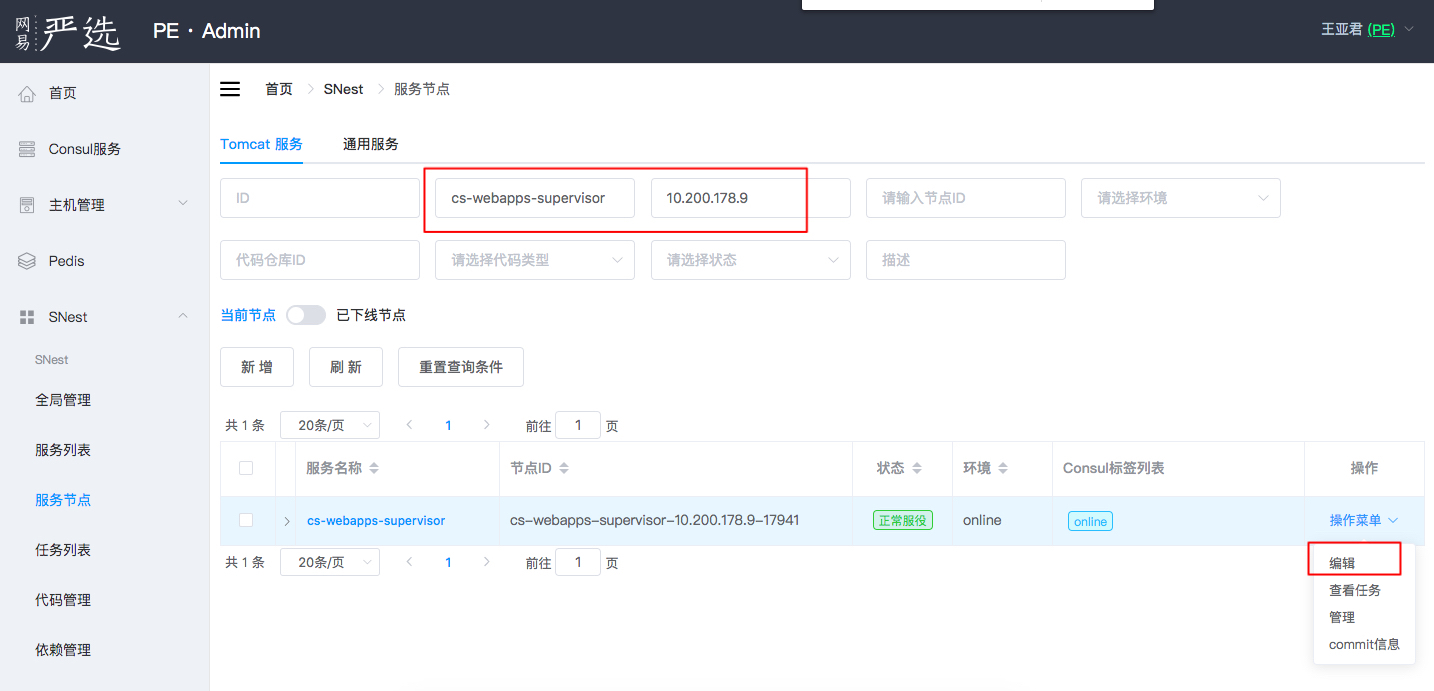 网易 严选 PE · Admin 王亚君 (PE)
首页
Consul服务
主机管理
Pedis
SNest
SNest
全局管理
服务列表
服务节点
任务列表
代码管理
依赖管理
首页 SNest 服务节点
Tomcat 服务 通用服务
ID cs-webapps-supervisor 10.200.178.9 请输入节点ID 请选择环境
代码仓库ID 请选择代码类型 请选择状态 描述
当前节点 已下线节点
新 增 刷 新 重置查询条件
共 1 条 20条/页 1 前往 1 页
服务名称 节点ID 状态 环境 Consul标签列表 操作
cs-webapps-supervisor cs-webapps-supervisor-10.200.178.9-17941 正常服役 online online 操作菜单
共 1 条 20条/页 1 前往 1 页
编辑
查看任务
管理
commit信息